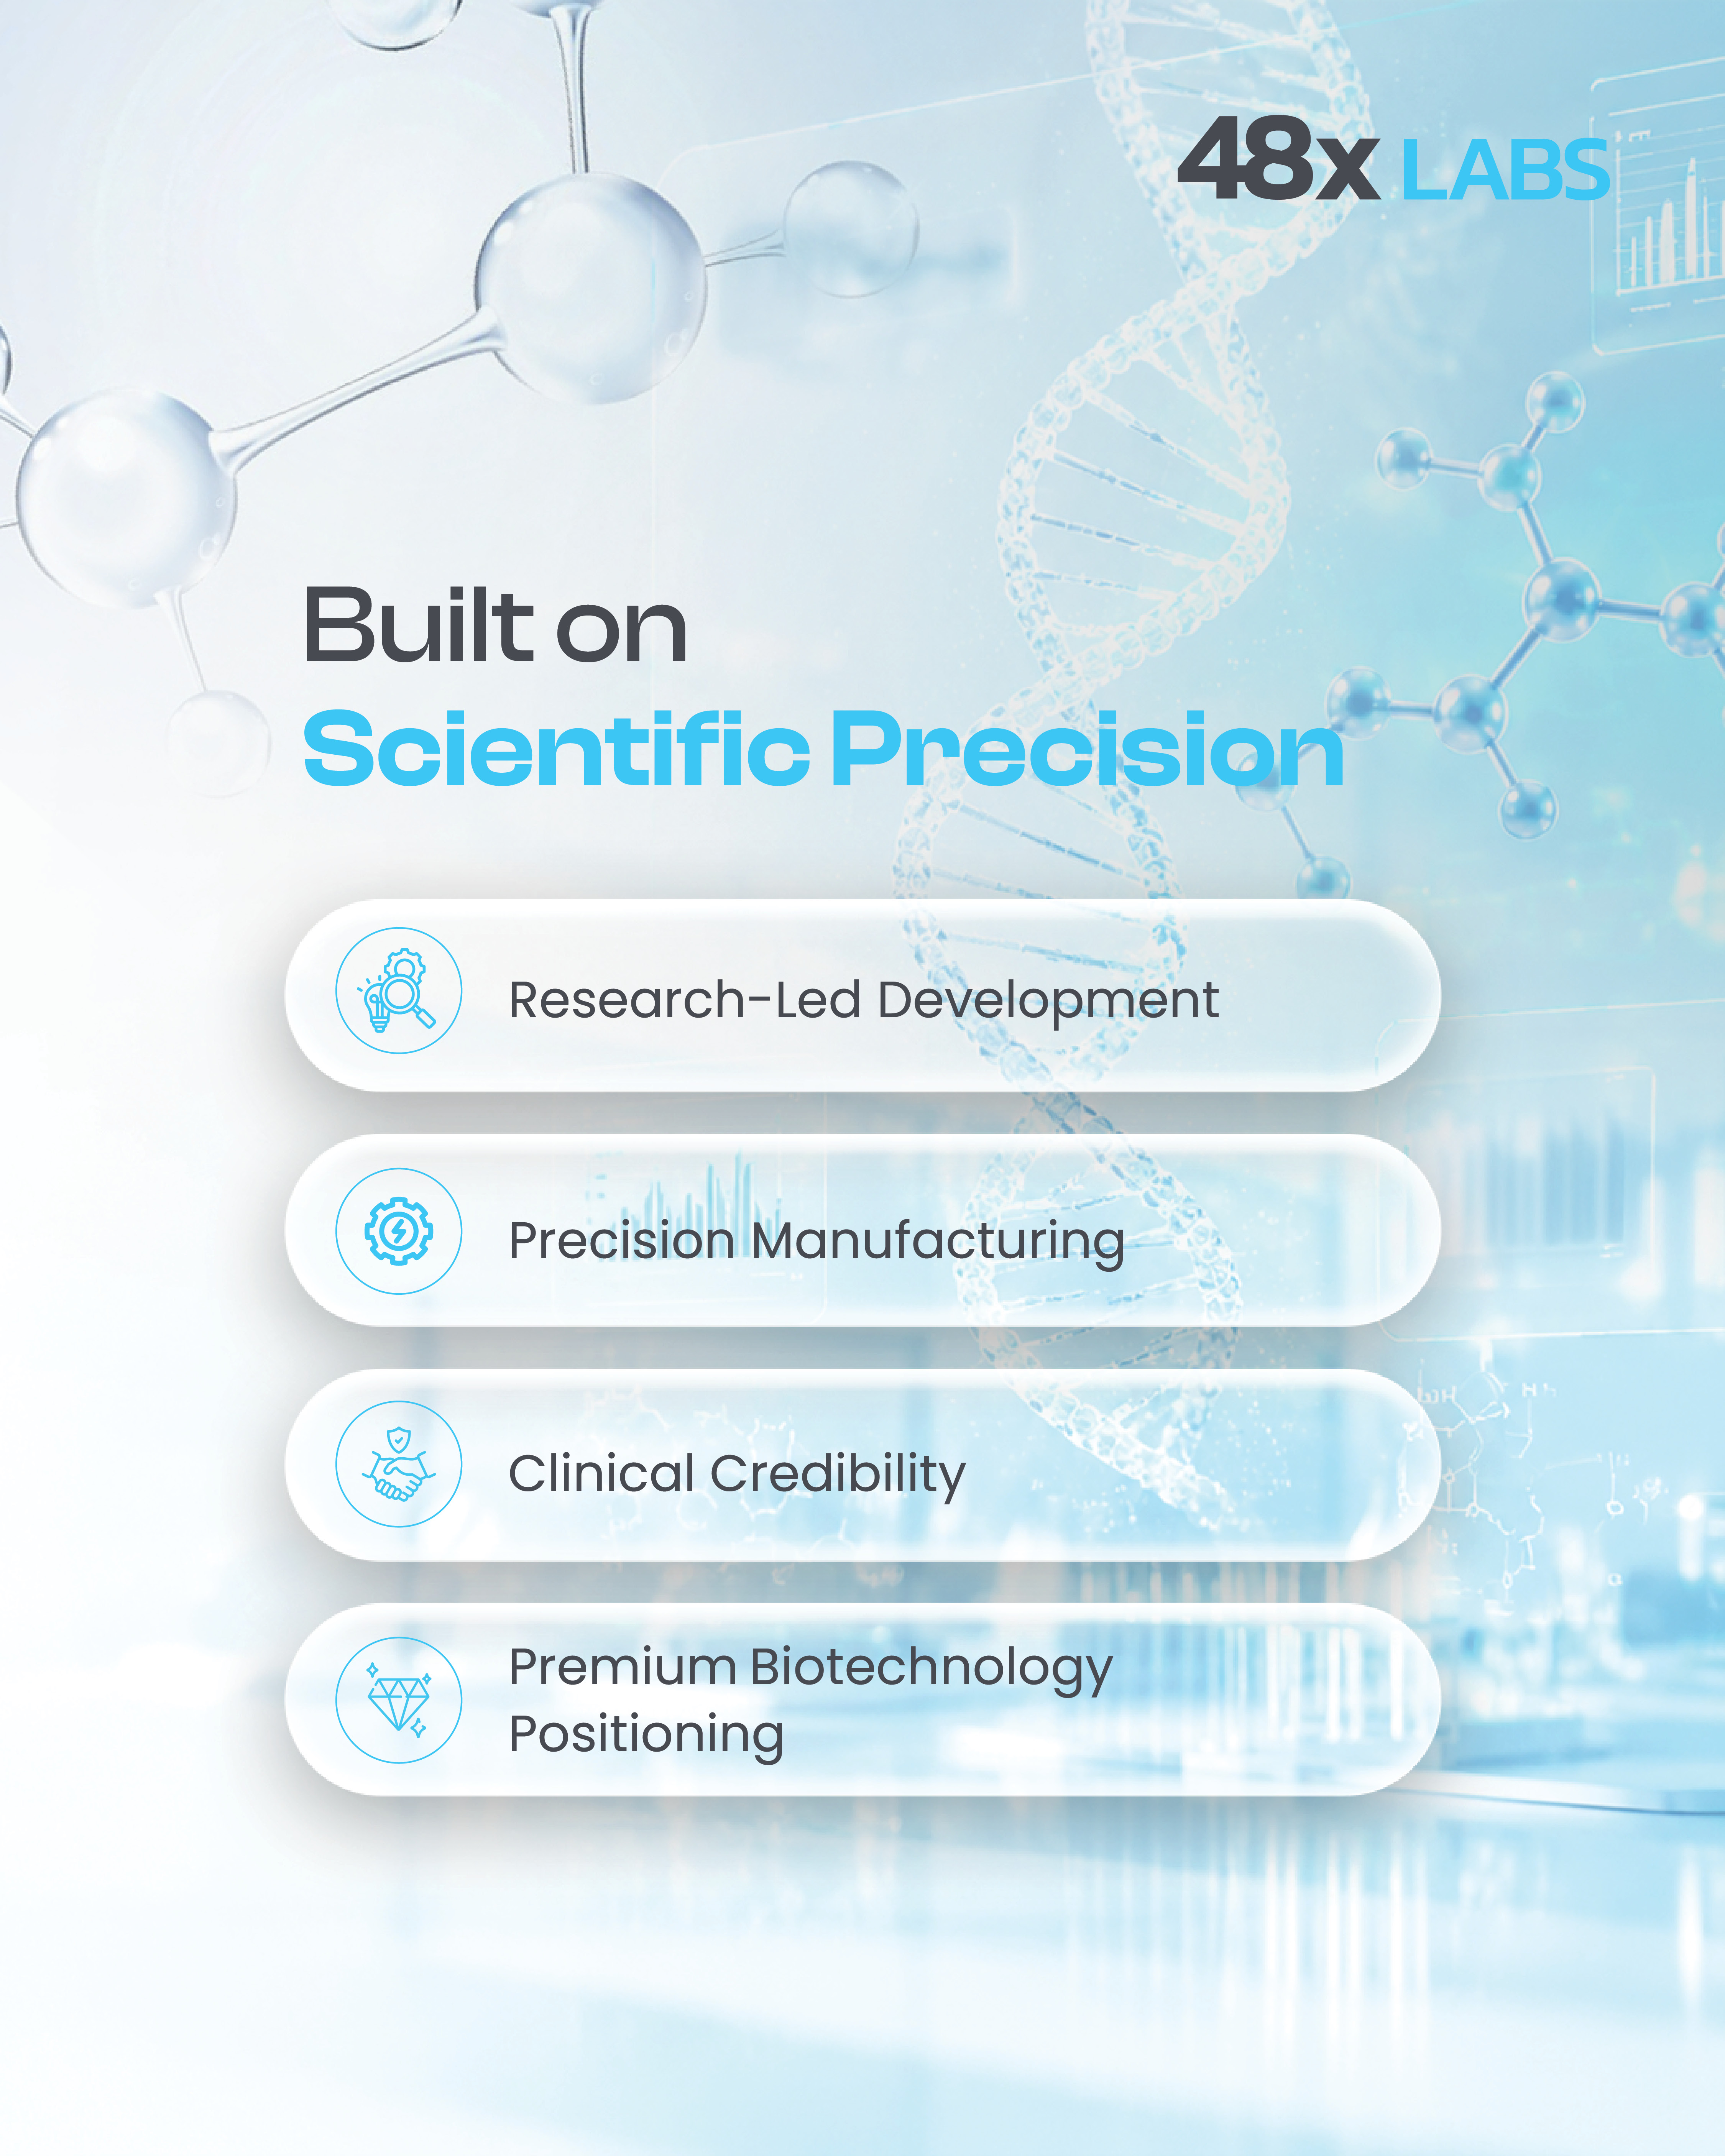 48x LABS
Built on
Scientific Precision
Research-Led Development
Precision Manufacturing
Clinical Credibility
Premium Biotechnology
Positioning